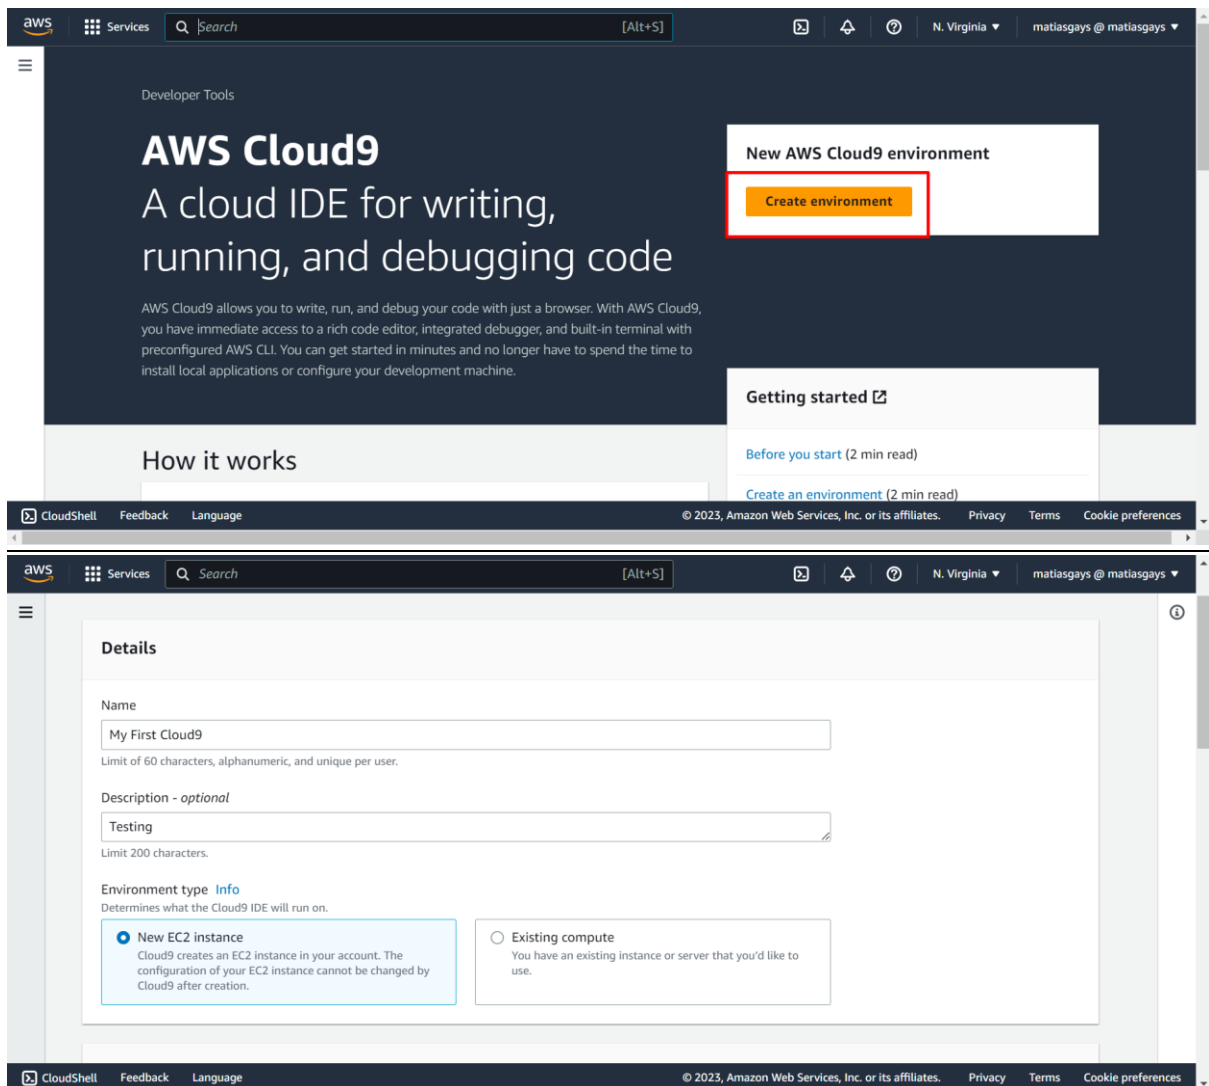 aws
Services
Search
[Alt+S]
N. Virginia ▼
matiasgays @ matiasgays ▼
Developer Tools
AWS Cloud9
A cloud IDE for writing,
running, and debugging code
AWS Cloud9 allows you to write, run, and debug your code with just a browser. With AWS Cloud9,
you have immediate access to a rich code editor, integrated debugger, and built-in terminal with
preconfigured AWS CLI. You can get started in minutes and no longer have to spend the time to
install local applications or configure your development machine.
New AWS Cloud9 environment
Create environment
Getting started
Before you start (2 min read)
Create an environment (2 min read)
How it works
CloudShell
Feedback
Language
© 2023, Amazon Web Services, Inc. or its affiliates.
Privacy
Terms
Cookie preferences
aws
Services
Search
[Alt+S]
N. Virginia ▼
matiasgays @ matiasgays ▼
Details
Name
My First Cloud9
Limit of 60 characters, alphanumeric, and unique per user.
Description - optional
Testing
Limit 200 characters.
Environment type Info
Determines what the Cloud9 IDE will run on.
New EC2 instance
Cloud9 creates an EC2 instance in your account. The
configuration of your EC2 instance cannot be changed by
Cloud9 after creation.
Existing compute
You have an existing instance or server that you'd like to
use.
CloudShell
Feedback
Language
© 2023, Amazon Web Services, Inc. or its affiliates.
Privacy
Terms
Cookie preferences